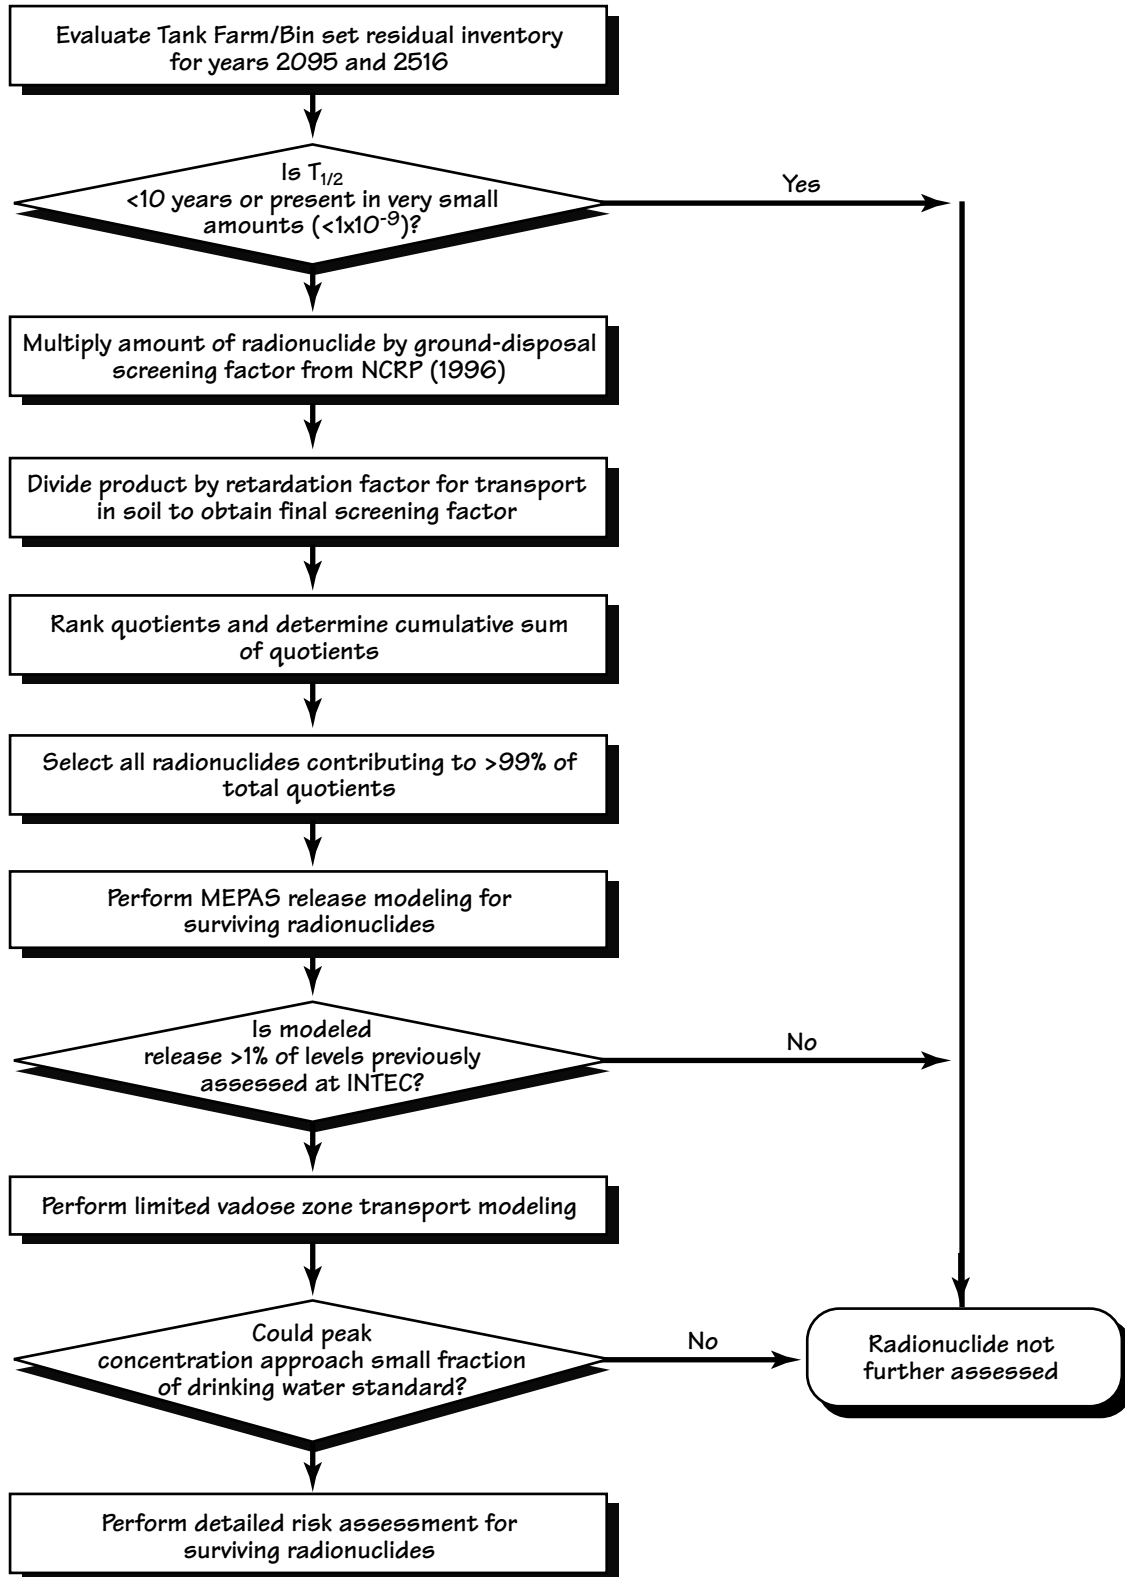 Evaluate Tank Farm/Bin set residual inventory
for years 2095 and 2516
Is T1/2
<10 years or present in very small
amounts (<1x10-9)?
Yes
Multiply amount of radionuclide by ground-disposal
screening factor from NCRP (1996)
Divide product by retardation factor for transport
in soil to obtain final screening factor
Rank quotients and determine cumulative sum
of quotients
Select all radionuclides contributing to >99% of
total quotients
Perform MEPAS release modeling for
surviving radionuclides
Is modeled
release >1% of levels previously
assessed at INTEC?
No
Perform limited vadose zone transport modeling
Could peak
concentration approach small fraction
of drinking water standard?
No
Radionuclide not
further assessed
Perform detailed risk assessment for
surviving radionuclides